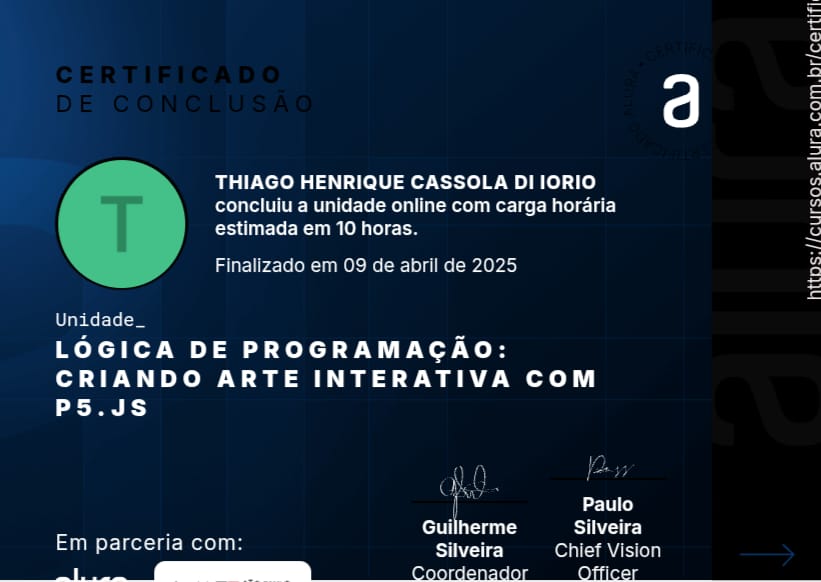 CERTIFICADO
DE CONCLUSÃO
a
T
THIAGO HENRIQUE CASSOLA DI IORIO
concluiu a unidade online com carga horária
estimada em 10 horas.
Finalizado em 09 de abril de 2025
Unidade_
LÓGICA DE PROGRAMAÇÃO:
CRIANDO ARTE INTERATIVA COM
P5.JS
Em parceria com:
alura
Guilherme
Silveira
Coordenador
Paulo
Silveira
Chief Vision
Officer
https://cursos.alura.com.br/certific